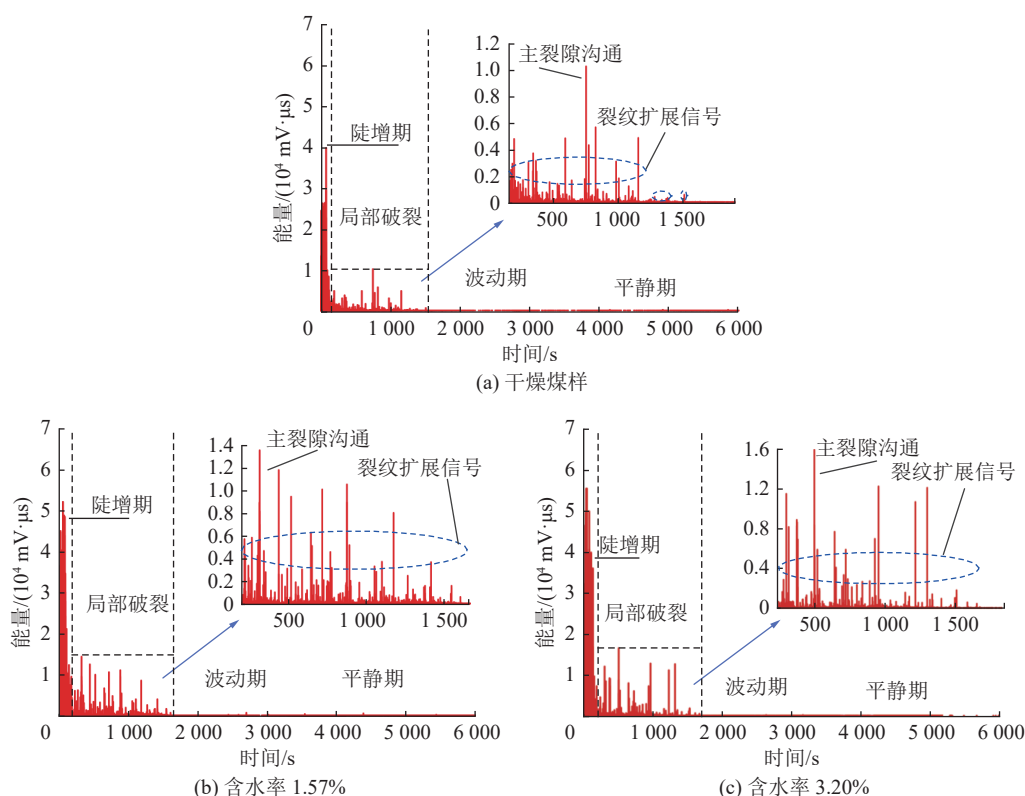 7
6
5
4
3
2
1
0
能量/(10⁴ mV·μs)
陡增期
局部破裂
波动期
平静期
1.2
1.0
0.8
0.6
0.4
0.2
0
500
1 000
1 500
主裂隙沟通
裂纹扩展信号
1 000
2 000
3 000
4 000
5 000
6 000
时间/s
(a) 干燥煤样
7
6
5
4
3
2
1
0
能量/(10⁴ mV·μs)
陡增期
局部破裂
波动期
平静期
1.4
1.2
1.0
0.8
0.6
0.4
0.2
0
500
1 000
1 500
主裂隙沟通
裂纹扩展信号
1 000
2 000
3 000
4 000
5 000
6 000
时间/s
(b) 含水率 1.57%
7
6
5
4
3
2
1
0
能量/(10⁴ mV·μs)
陡增期
局部破裂
波动期
平静期
1.6
1.2
0.8
0.4
0
500
1 000
1 500
主裂隙沟通
裂纹扩展信号
1 000
2 000
3 000
4 000
5 000
6 000
时间/s
(c) 含水率 3.20%